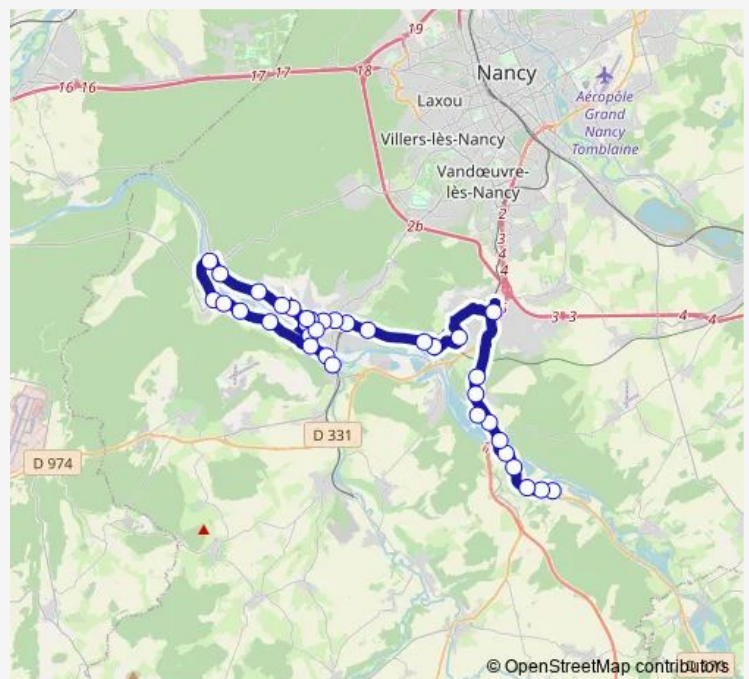 19
16 16
17 17
18
Nancy
Laxou
Aéropôle
Grand
Nancy
Tomblaine
Villers-lès-Nancy
Vandœuvre-
lès-Nancy
2b
2
3
4
4
3 3
4 4
D 331
D 974
© OpenStreetMap contributors